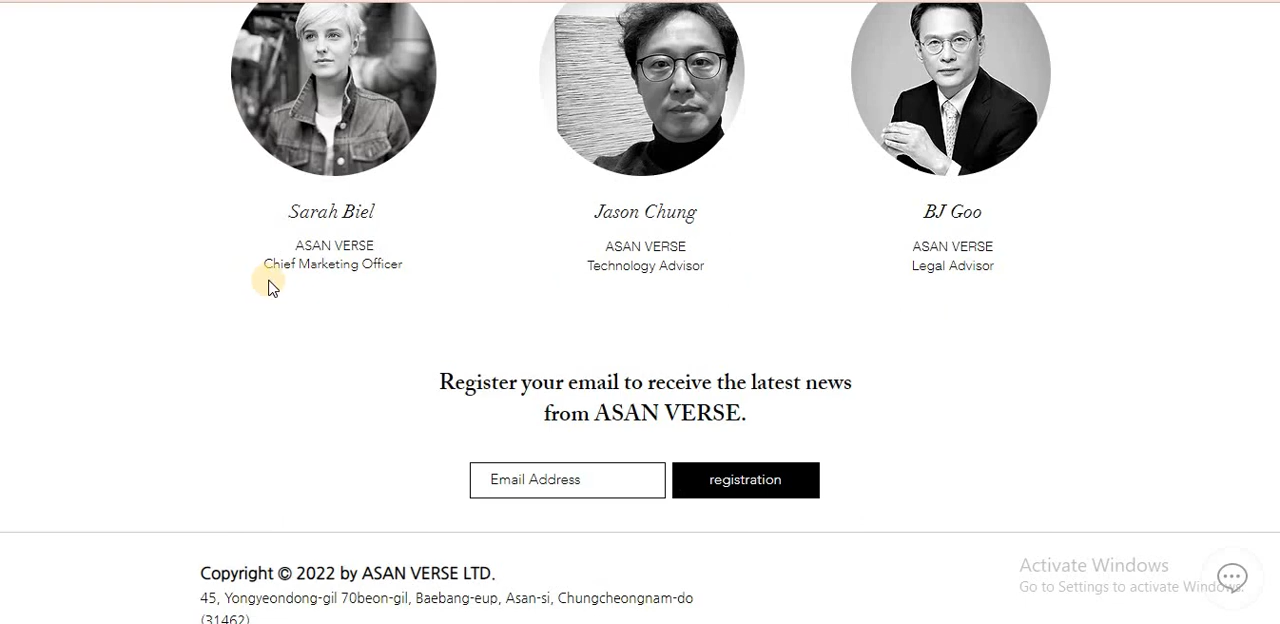 Sarah Biel
ASAN VERSE
Chief Marketing Officer
Jason Chung
ASAN VERSE
Technology Advisor
BJ Goo
ASAN VERSE
Legal Advisor
Register your email to receive the latest news
from ASAN VERSE.
Email Address
registration
Copyright © 2022 by ASAN VERSE LTD.
45, Yongyeondong-gil 70beon-gil, Baebang-eup, Asan-si, Chungcheongnam-do
(31462)
Activate Windows
Go to Settings to activate Windows.